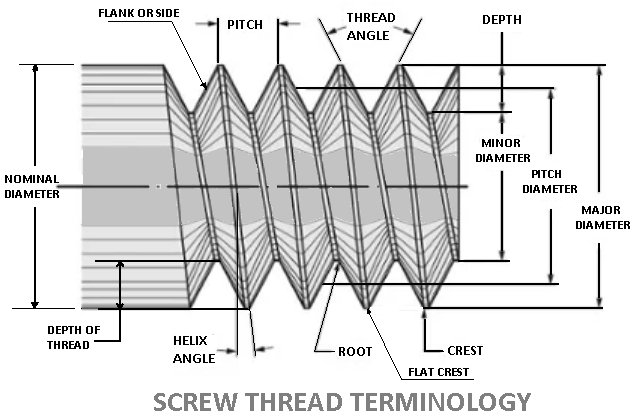 FLANK OR SIDE
PITCH
THREAD
ANGLE
DEPTH
NOMINAL
DIAMETER
MINOR
DIAMETER
PITCH
DIAMETER
MAJOR
DIAMETER
DEPTH OF
THREAD
HELIX
ANGLE
ROOT
CREST
FLAT CREST
SCREW THREAD TERMINOLOGY